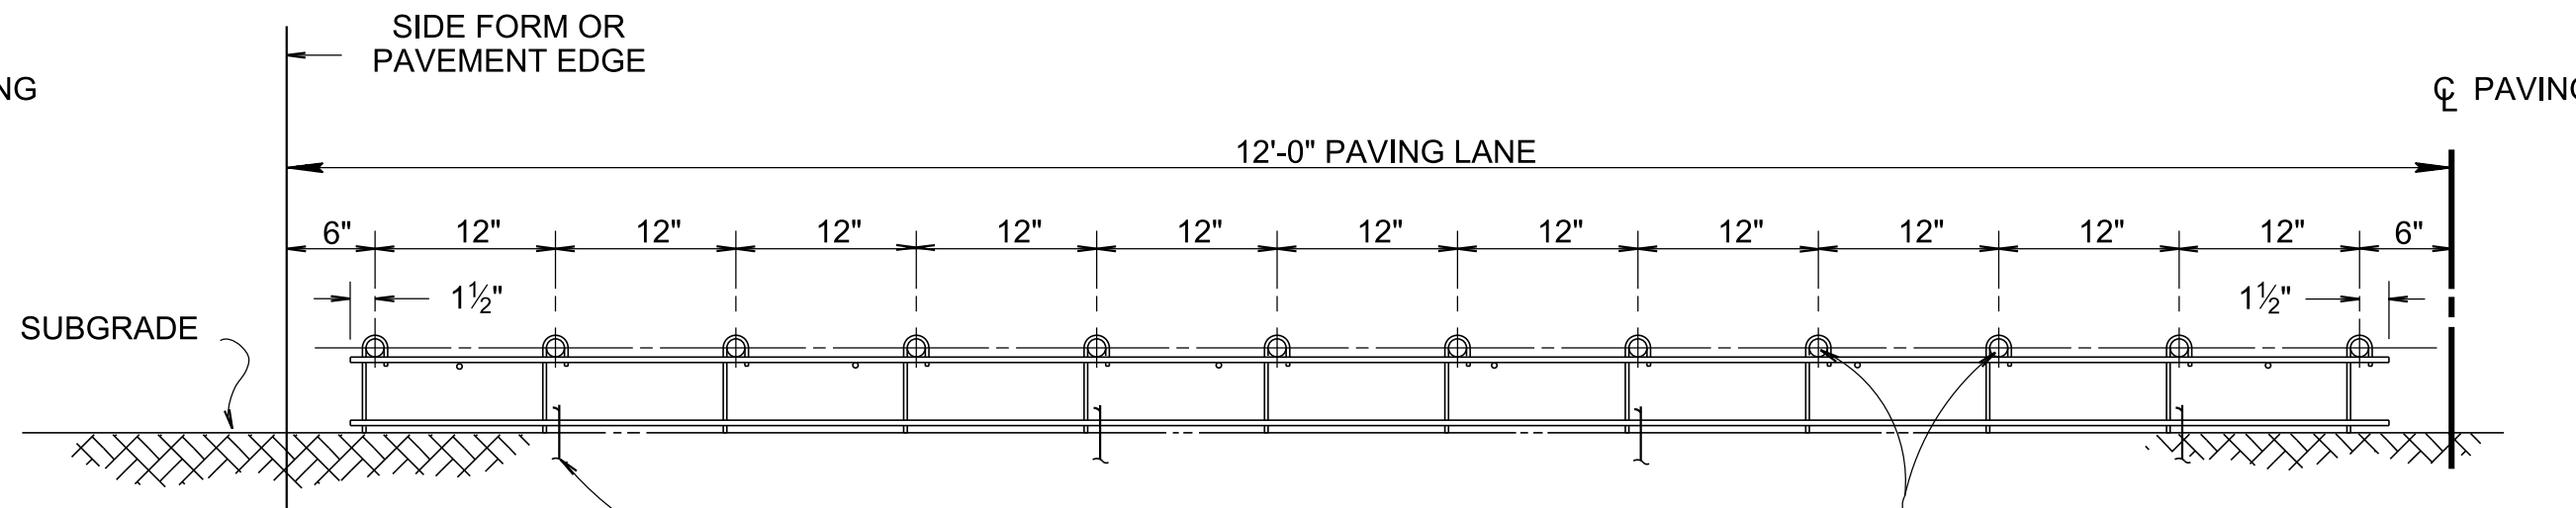 SIDE FORM OR
PAVEMENT EDGE
℄ PAVING
12'-0" PAVING LANE
6" 12" 12" 12" 12" 12" 12" 12" 12" 12" 12" 12" 6"
1½" 1½"
SUBGRADE